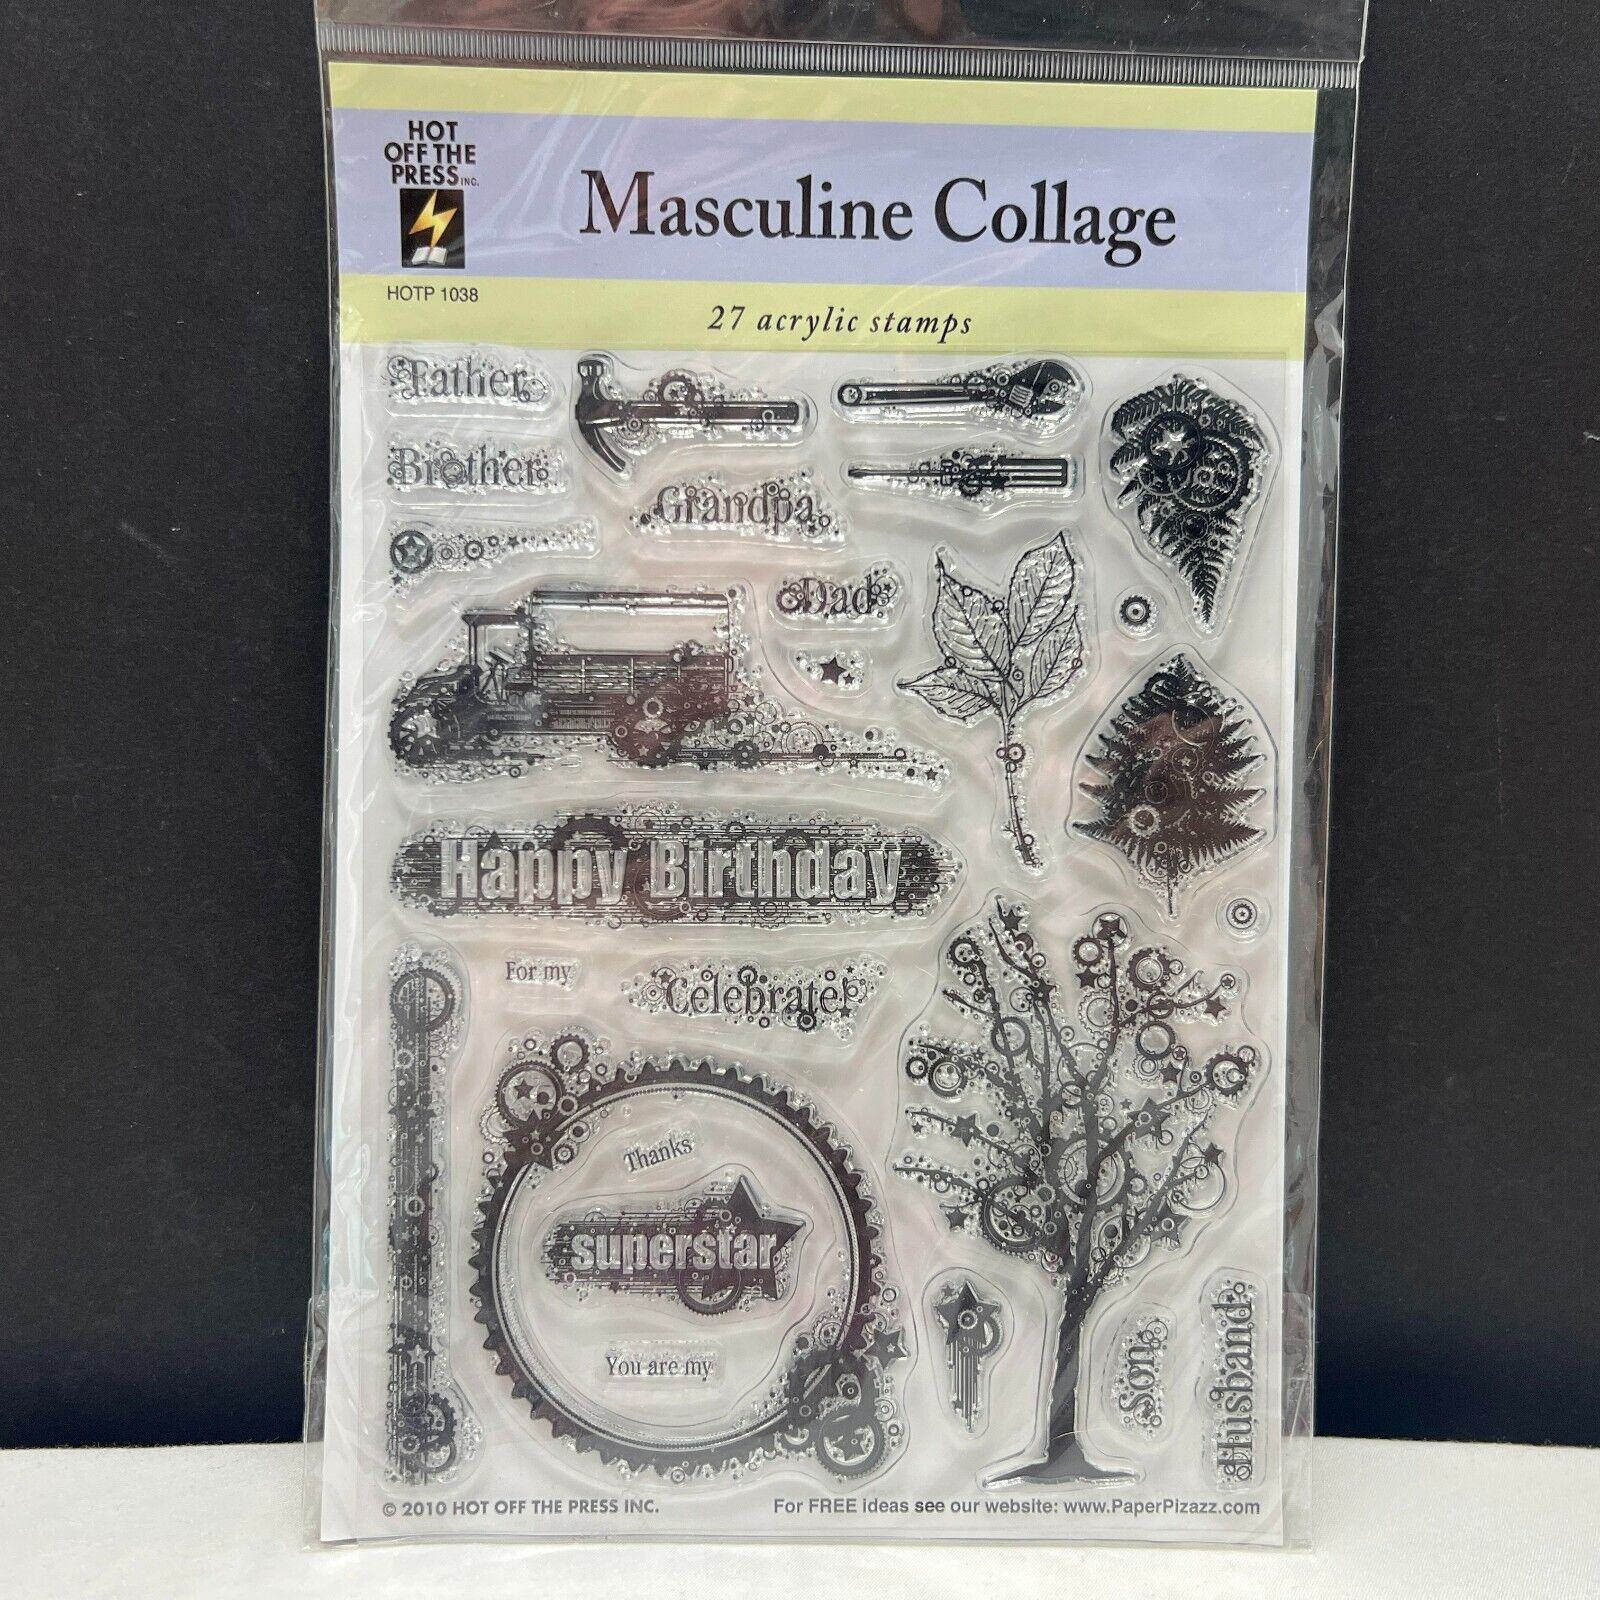 HOT
OFF THE
PRESS INC.
Masculine Collage
HOTP 1038
27 acrylic stamps
Father
Brother
Grandpa
Dad
Happy Birthday
For my
Celebrate!
Thanks
superstar
You are my
Son
Husband
© 2010 HOT OFF THE PRESS INC.
For FREE ideas see our website: www.PaperPizazz.com